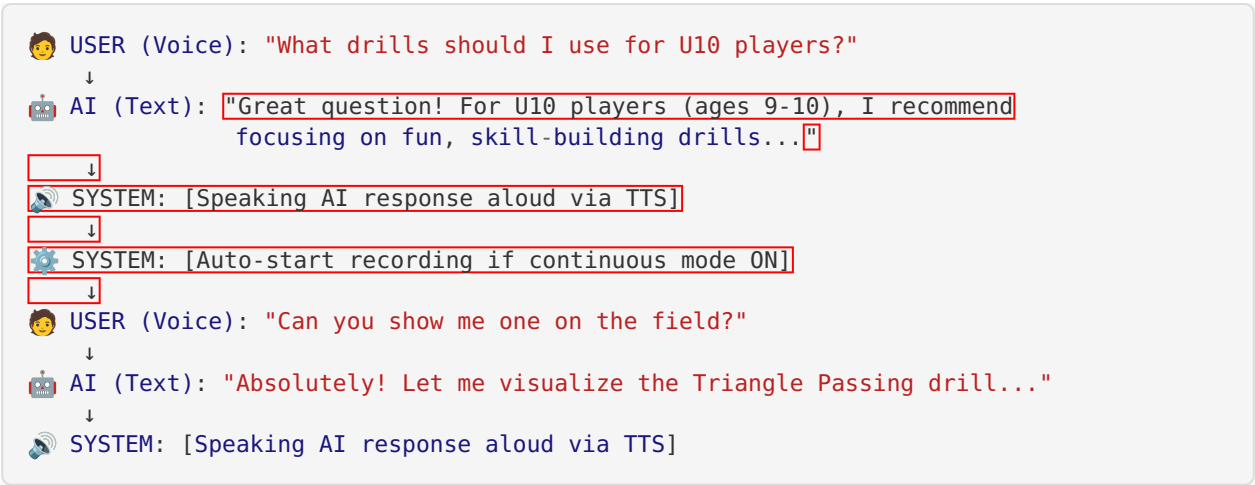 🧑 USER (Voice): "What drills should I use for U10 players?"
↓
🤖 AI (Text): "Great question! For U10 players (ages 9-10), I recommend
focusing on fun, skill-building drills..."
↓
🔊 SYSTEM: [Speaking AI response aloud via TTS]
↓
⚙️ SYSTEM: [Auto-start recording if continuous mode ON]
↓
🧑 USER (Voice): "Can you show me one on the field?"
↓
🤖 AI (Text): "Absolutely! Let me visualize the Triangle Passing drill..."
↓
🔊 SYSTEM: [Speaking AI response aloud via TTS]